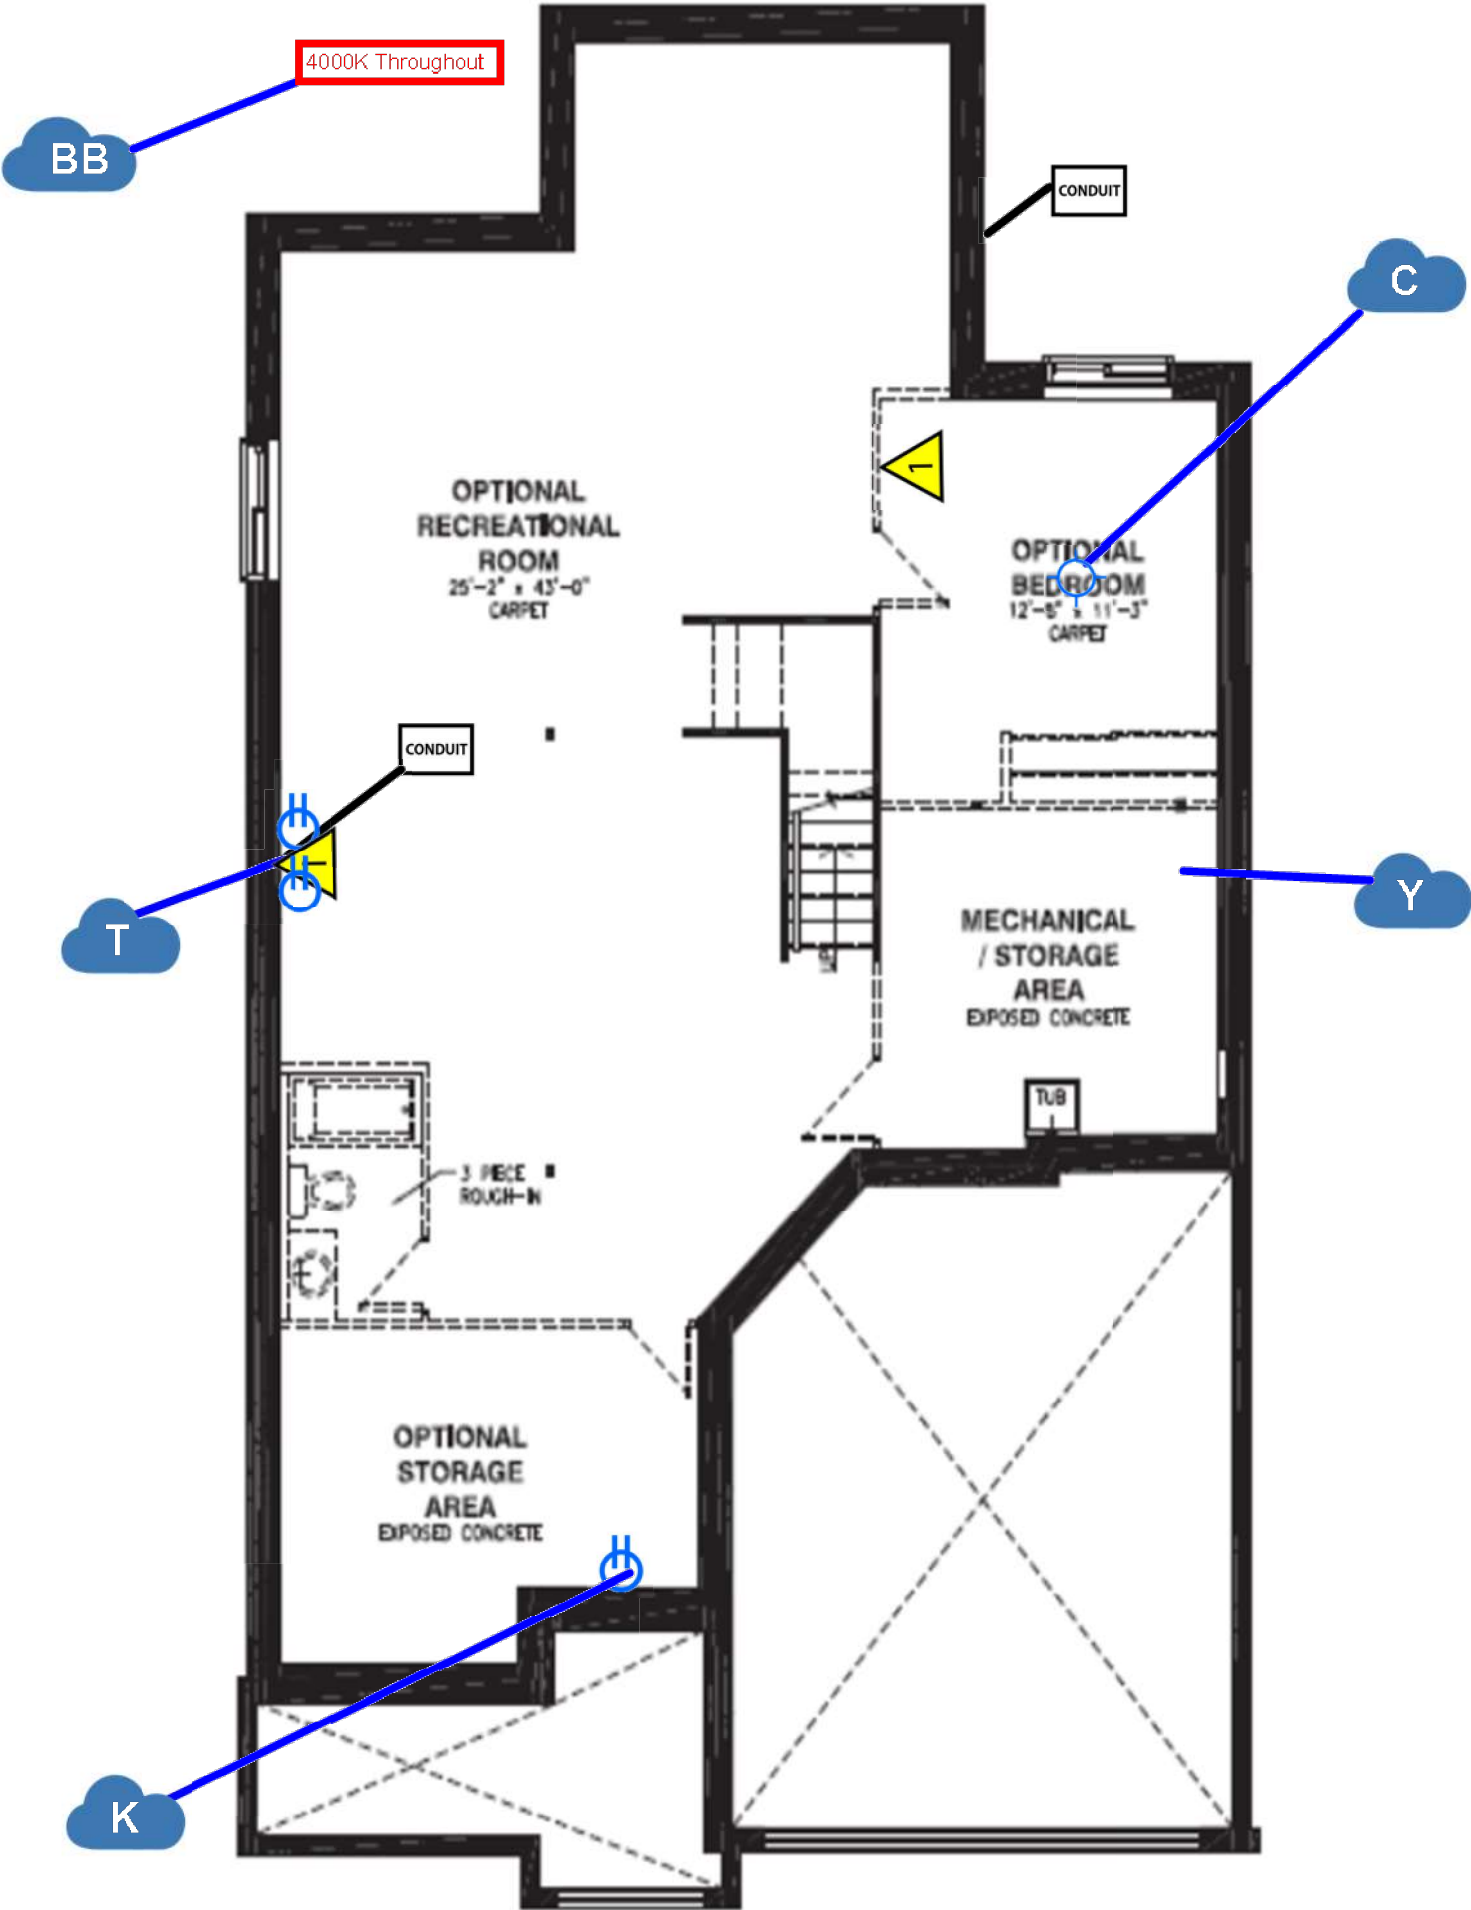 4000K Throughout
BB
CONDUIT
C
OPTIONAL
RECREATIONAL
ROOM
25'-2" x 43'-0"
CARPET
1
OPTIONAL
BEDROOM
12'-6" x 11'-3"
CARPET
CONDUIT
1
T
Y
UP
MECHANICAL
/ STORAGE
AREA
EXPOSED CONCRETE
TUB
3 PIECE
ROUGH-IN
OPTIONAL
STORAGE
AREA
EXPOSED CONCRETE
K